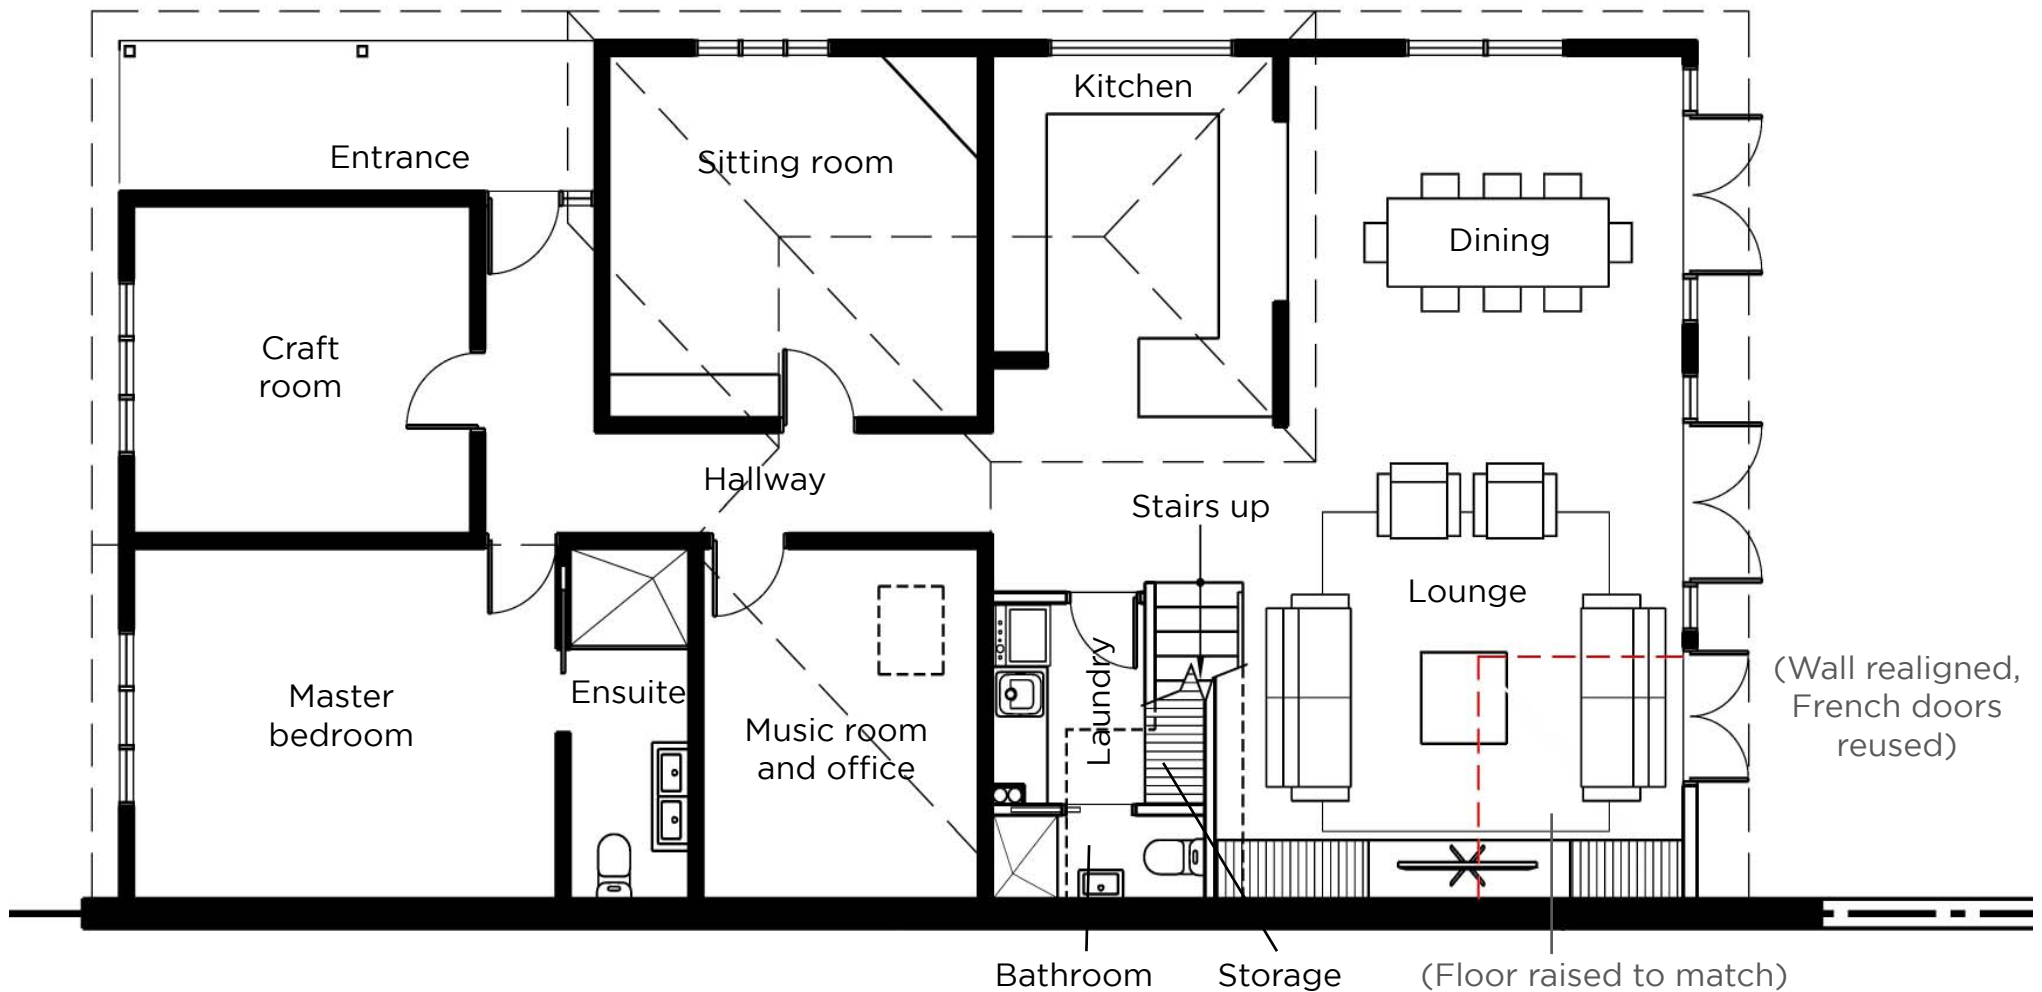 Kitchen
Entrance
Sitting room
Dining
Craft
room
Hallway
Stairs up
Lounge
Master
bedroom
Ensuite
Music room
and office
Laundry
(Wall realigned,
French doors
reused)
Bathroom
Storage
(Floor raised to match)